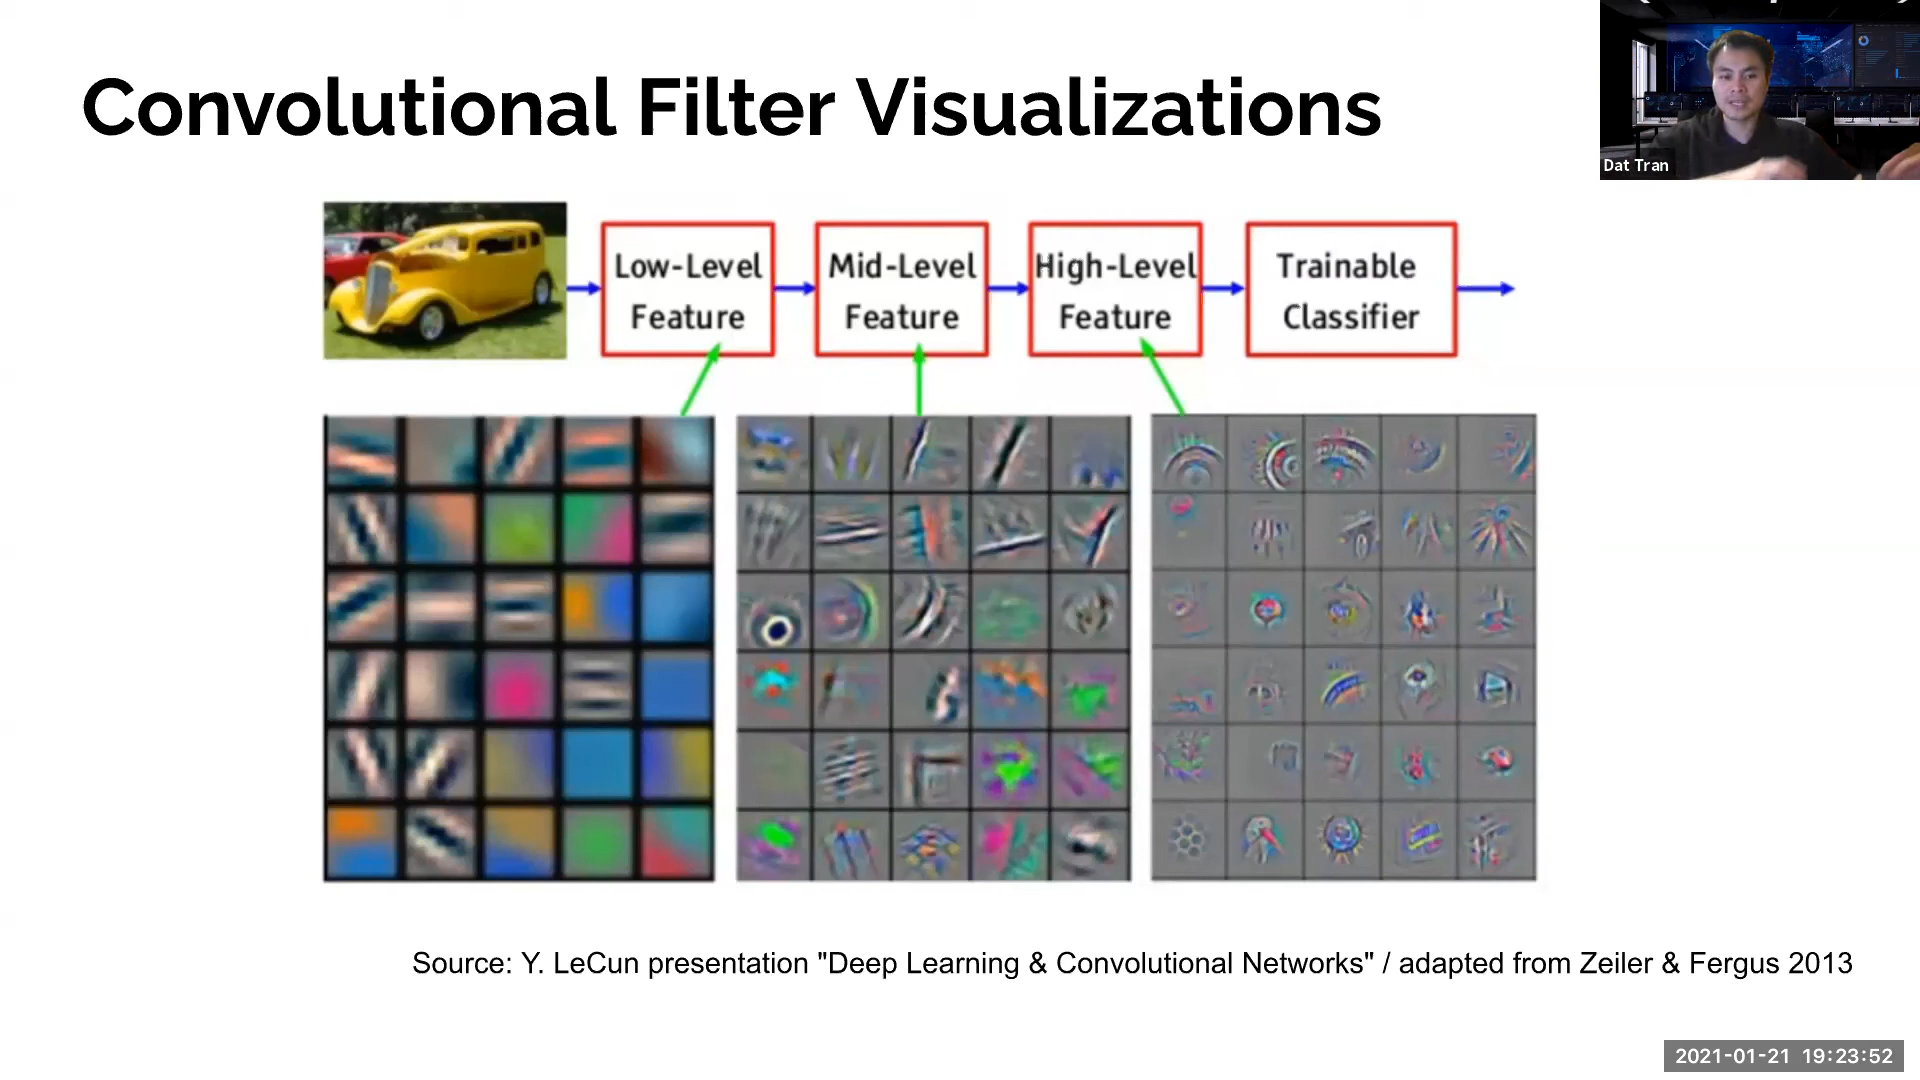 Convolutional Filter Visualizations
Dat Tran
Low-Level
Feature
Mid-Level
Feature
High-Level
Feature
Trainable
Classifier
Source: Y. LeCun presentation "Deep Learning & Convolutional Networks" / adapted from Zeiler & Fergus 2013
2021-01-21 19:23:52